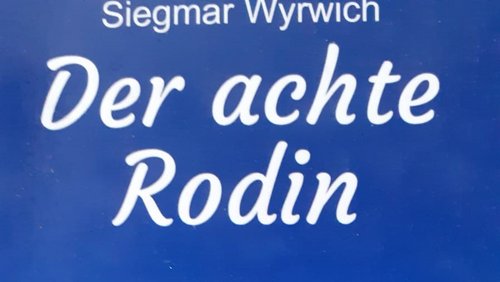 Siegmar Wyrwich
Der achte
Rodin